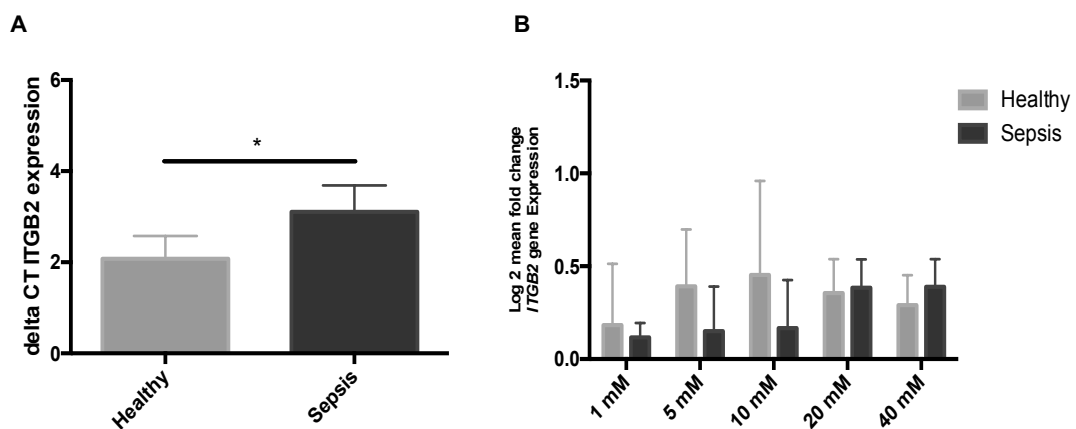 A
delta CT ITGB2 expression
6
4
2
0
*
Healthy
Sepsis
B
Log 2 mean fold change
ITGB2 gene Expression
1.5
1.0
0.5
0.0
1 mM
5 mM
10 mM
20 mM
40 mM
Healthy
Sepsis